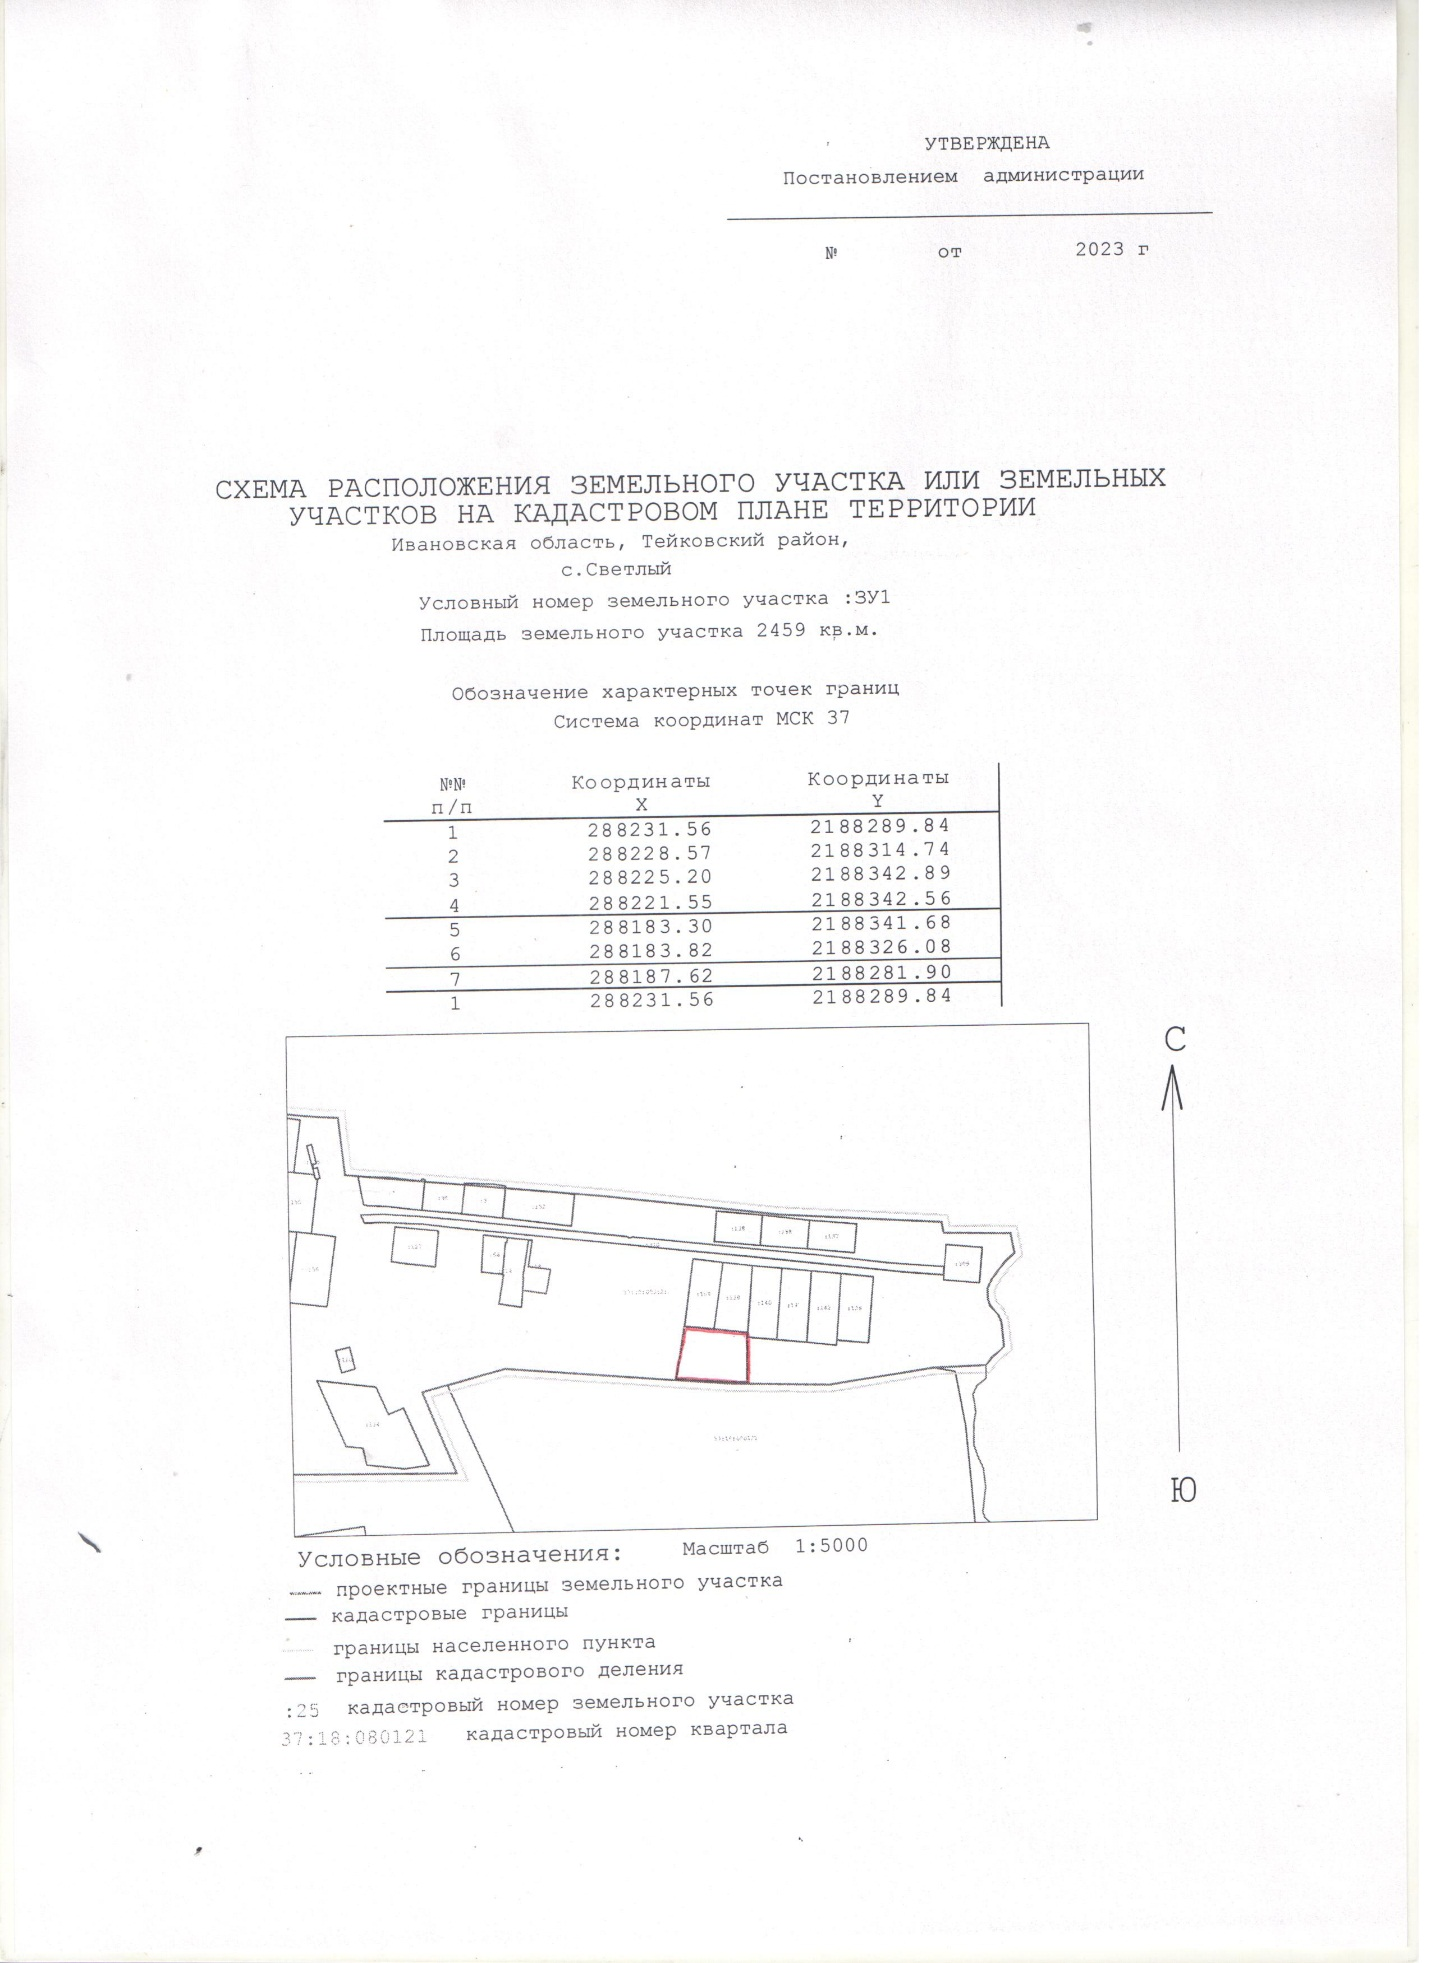 УТВЕРЖДЕНА
Постановлением администрации
№ от 2023 г
СХЕМА РАСПОЛОЖЕНИЯ ЗЕМЕЛЬНОГО УЧАСТКА ИЛИ ЗЕМЕЛЬНЫХ
УЧАСТКОВ НА КАДАСТРОВОМ ПЛАНЕ ТЕРРИТОРИИ
Ивановская область, Тейковский район,
с.Светлый
Условный номер земельного участка :ЗУ1
Площадь земельного участка 2459 кв.м.
Обозначение характерных точек границ
Система координат МСК 37
№№ Координаты Координаты
п/п X Y
1 288231.56 2188289.84
2 288228.57 2188314.74
3 288225.20 2188342.89
4 288221.55 2188342.56
5 288183.30 2188341.68
6 288183.82 2188326.08
7 288187.62 2188281.90
1 288231.56 2188289.84
С
Ю
Условные обозначения: Масштаб 1:5000
проектные границы земельного участка
кадастровые границы
границы населенного пункта
границы кадастрового деления
:25 кадастровый номер земельного участка
37:18:080121 кадастровый номер квартала